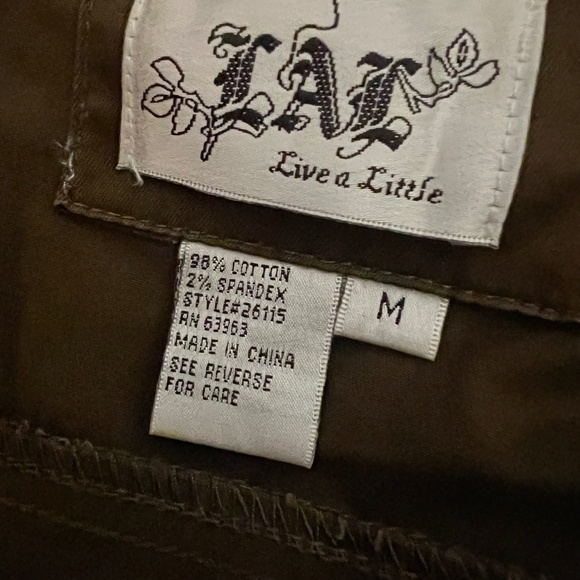 LAL
Live a Little
98% COTTON
2% SPANDEX
STYLE#26115
RN 63963
MADE IN CHINA
SEE REVERSE
FOR CARE
M